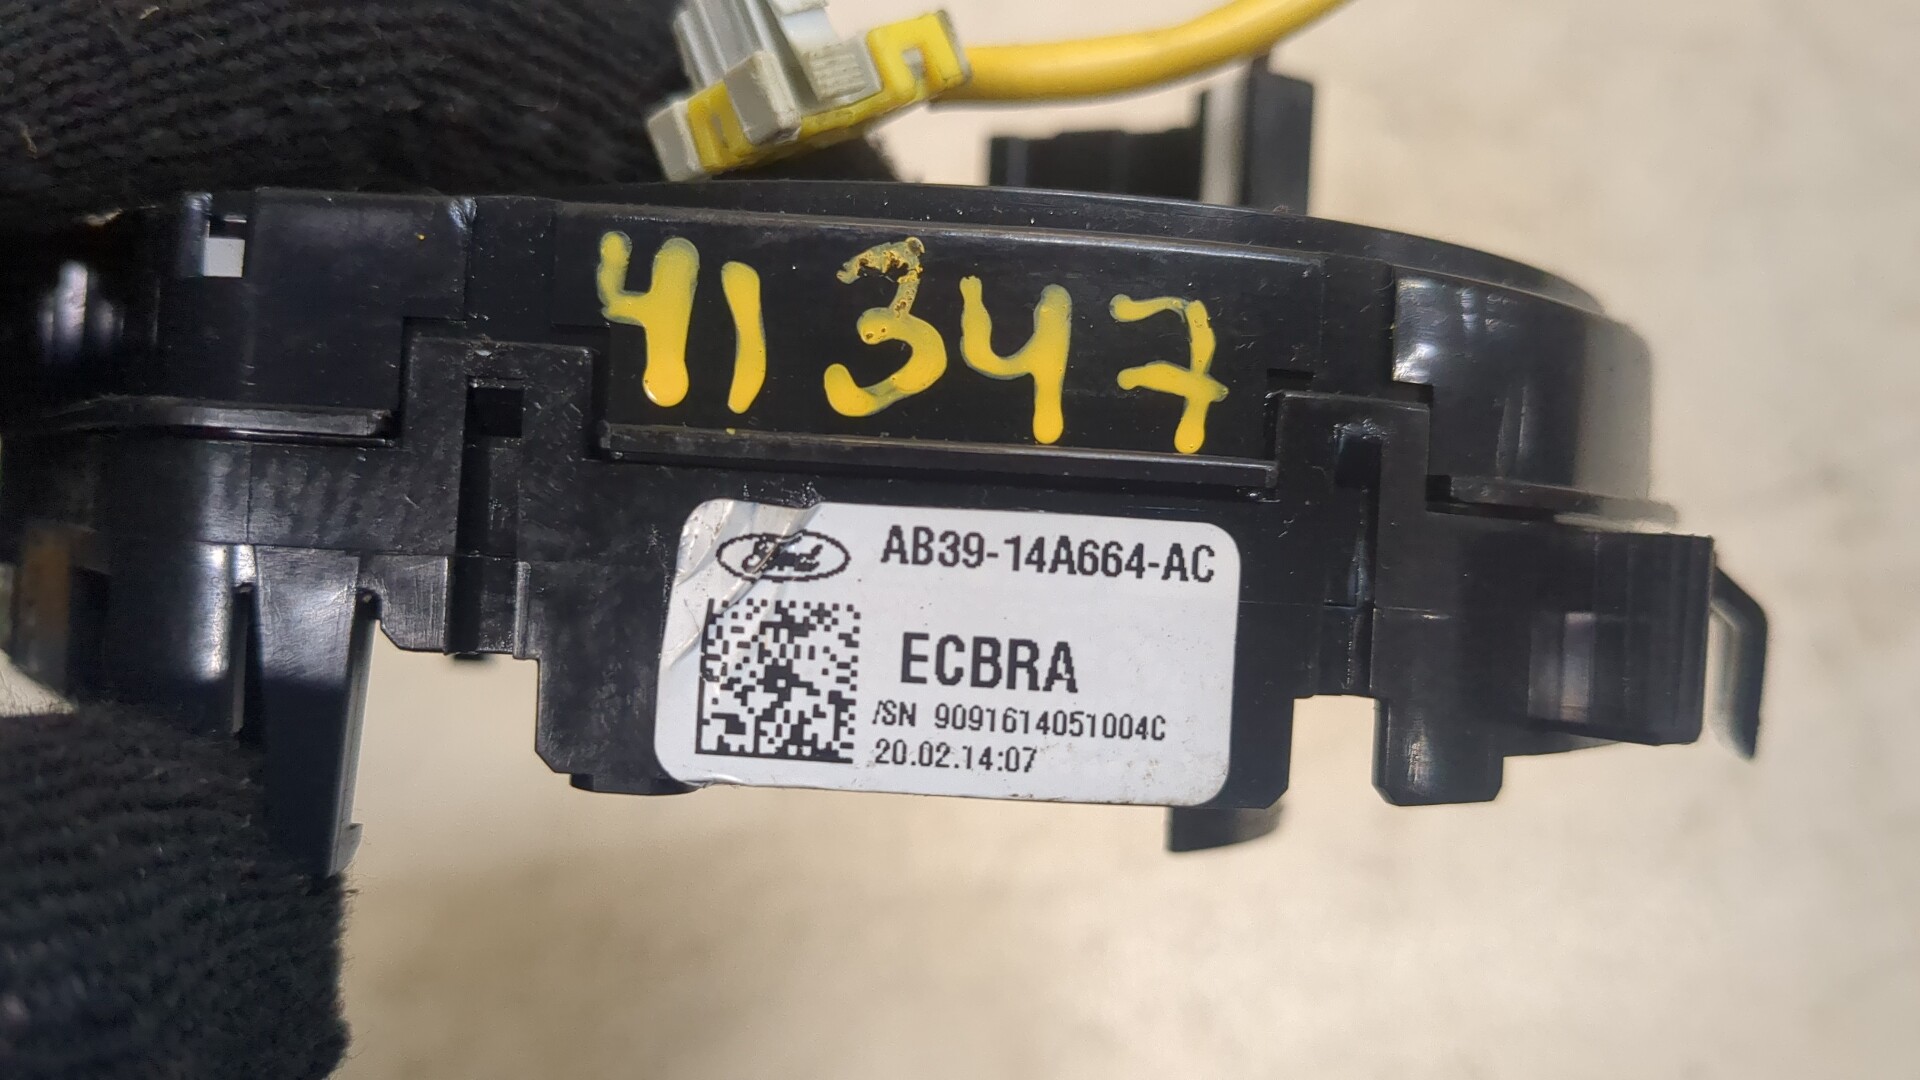 41347
Ford
AB39-14A664-AC
ECBRA
/SN 9091614051004C
20.02.14:07